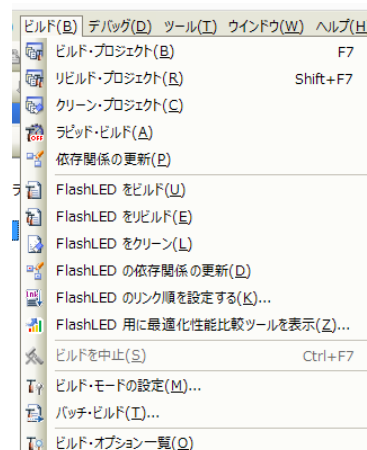 ビルド(B) デバッグ(D) ツール(T) ウインドウ(W) ヘルプ(H
ビルド・プロジェクト(B) F7
リビルド・プロジェクト(R) Shift+F7
クリーン・プロジェクト(C)
ラピッド・ビルド(A)
依存関係の更新(P)
FlashLED をビルド(U)
FlashLED をリビルド(E)
FlashLED をクリーン(L)
FlashLED の依存関係の更新(D)
FlashLED のリンク順を設定する(K)...
FlashLED 用に最適化性能比較ツールを表示(Z)...
ビルドを中止(S) Ctrl+F7
ビルド・モードの設定(M)...
バッチ・ビルド(T)...
ビルド・オプション一覧(O)